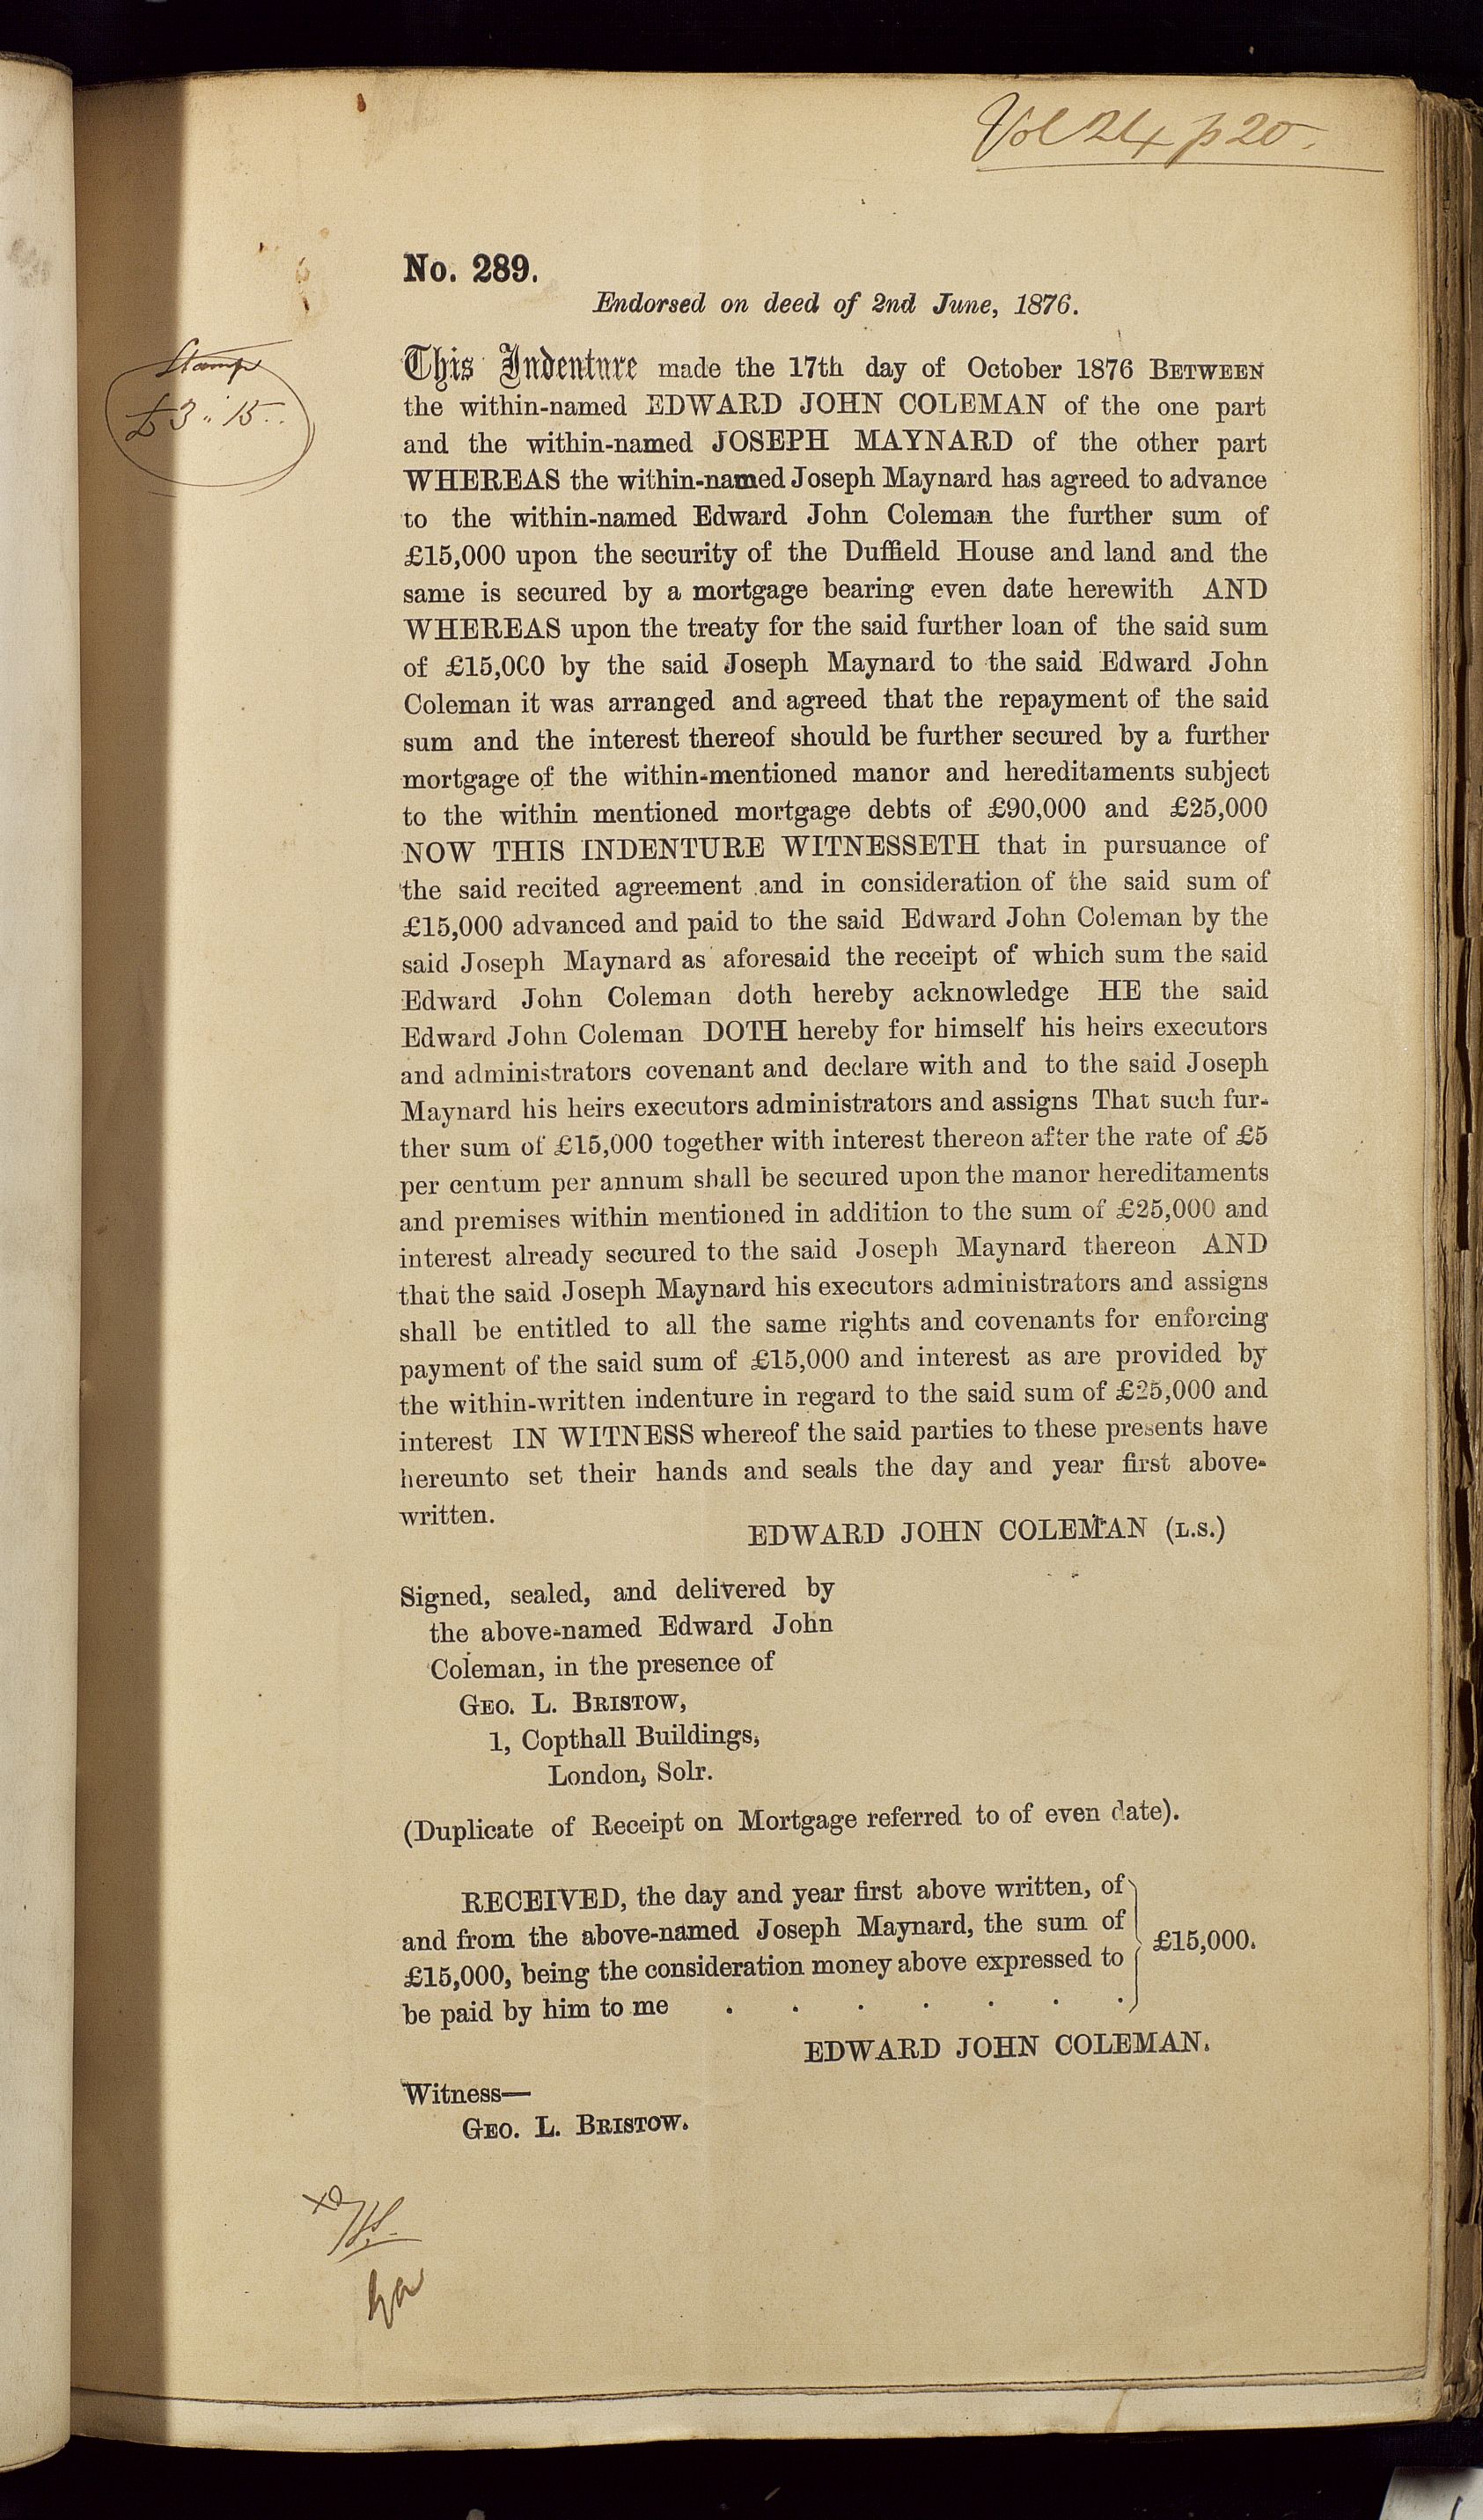 Vol 24 p 20.
No. 289.
Endorsed on deed of 2nd June, 1876.
Stamp
£3 " 15 "
This Indenture made the 17th day of October 1876 BETWEEN
the within-named EDWARD JOHN COLEMAN of the one part
and the within-named JOSEPH MAYNARD of the other part
WHEREAS the within-named Joseph Maynard has agreed to advance
to the within-named Edward John Coleman the further sum of
£15,000 upon the security of the Duffield House and land and the
same is secured by a mortgage bearing even date herewith AND
WHEREAS upon the treaty for the said further loan of the said sum
of £15,000 by the said Joseph Maynard to the said Edward John
Coleman it was arranged and agreed that the repayment of the said
sum and the interest thereof should be further secured by a further
mortgage of the within-mentioned manor and hereditaments subject
to the within mentioned mortgage debts of £90,000 and £25,000
NOW THIS INDENTURE WITNESSETH that in pursuance of
the said recited agreement and in consideration of the said sum of
£15,000 advanced and paid to the said Edward John Coleman by the
said Joseph Maynard as aforesaid the receipt of which sum the said
Edward John Coleman doth hereby acknowledge HE the said
Edward John Coleman DOTH hereby for himself his heirs executors
and administrators covenant and declare with and to the said Joseph
Maynard his heirs executors administrators and assigns That such fur-
ther sum of £15,000 together with interest thereon after the rate of £5
per centum per annum shall be secured upon the manor hereditaments
and premises within mentioned in addition to the sum of £25,000 and
interest already secured to the said Joseph Maynard thereon AND
that the said Joseph Maynard his executors administrators and assigns
shall be entitled to all the same rights and covenants for enforcing
payment of the said sum of £15,000 and interest as are provided by
the within-written indenture in regard to the said sum of £25,000 and
interest IN WITNESS whereof the said parties to these presents have
hereunto set their hands and seals the day and year first above-
written.
EDWARD JOHN COLEMAN (L.S.)
Signed, sealed, and delivered by
the above-named Edward John
Coleman, in the presence of
GEO. L. BRISTOW,
1, Copthall Buildings,
London, Solr.
(Duplicate of Receipt on Mortgage referred to of even date).
RECEIVED, the day and year first above written, of
and from the above-named Joseph Maynard, the sum of
£15,000, being the consideration money above expressed to
be paid by him to me . . . . . . .
£15,000.
EDWARD JOHN COLEMAN.
Witness—
GEO. L. BRISTOW.